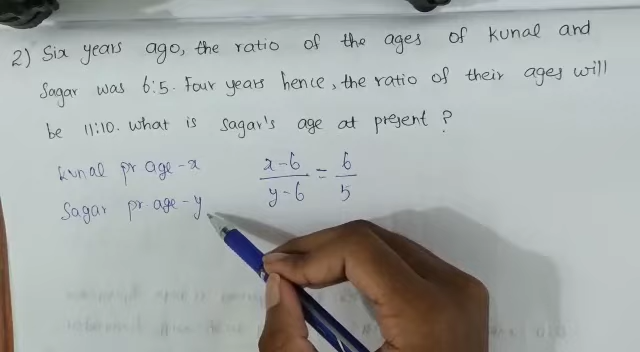 2) Six years ago, the ratio of the ages of Kunal and
Sagar was 6:5. Four years hence, the ratio of their ages will
be 11:10. What is Sagar's age at present ?
Kunal pr age - x
x-6/y-6 = 6/5
Sagar pr. age - y